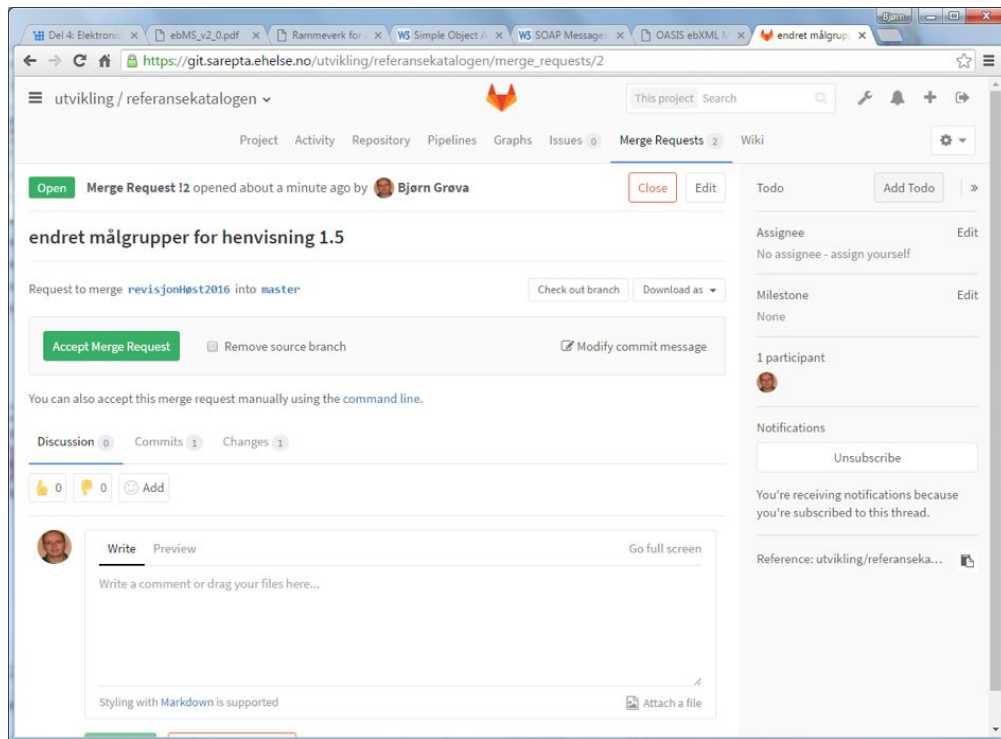 Bjørn
Del 4: Elektronis
ebMS_v2_0.pdf
Rammeverk for
Simple Object A
SOAP Messages
OASIS ebXML M
endret målgrupp
https://git.sarepta.ehelse.no/utvikling/referansekatalogen/merge_requests/2
utvikling / referansekatalogen
This project Search
Project Activity Repository Pipelines Graphs Issues 0 Merge Requests 2 Wiki
Open Merge Request !2 opened about a minute ago by Bjørn Grøva Close Edit
endret målgrupper for henvisning 1.5
Request to merge revisjonHøst2016 into master Check out branch Download as
Accept Merge Request Remove source branch Modify commit message
You can also accept this merge request manually using the command line.
Discussion 0 Commits 1 Changes 1
0 0 Add
Write Preview Go full screen
Write a comment or drag your files here...
Styling with Markdown is supported Attach a file
Todo Add Todo »
Assignee Edit
No assignee - assign yourself
Milestone Edit
None
1 participant
Notifications
Unsubscribe
You're receiving notifications because
you're subscribed to this thread.
Reference: utvikling/referanseka...